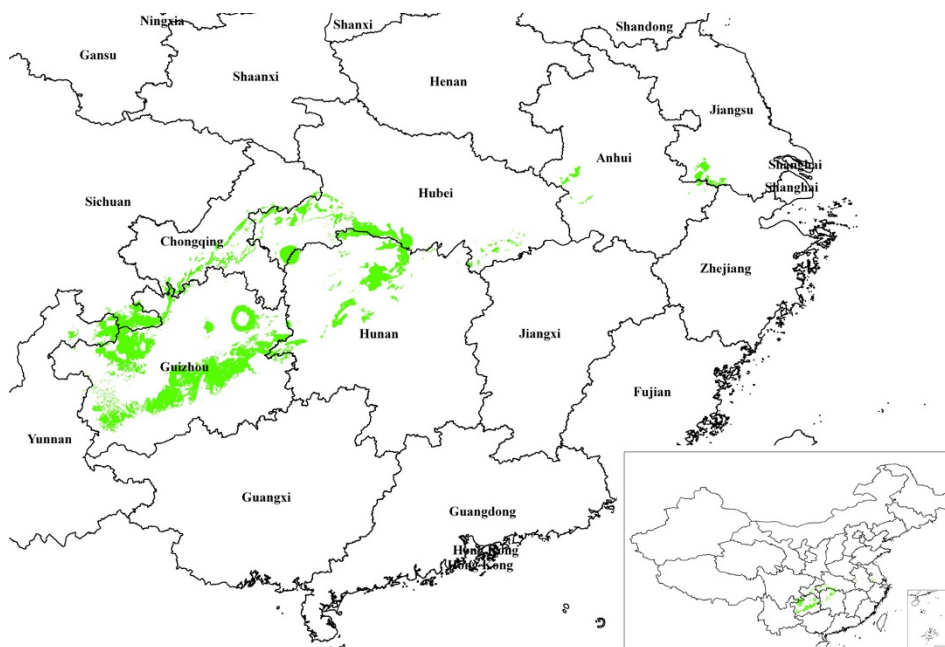 Ningxia
Shanxi
Shandong
Gansu
Shaanxi
Henan
Jiangsu
Anhui
Shanghai
Shanghai
Hubei
Sichuan
Chongqing
Zhejiang
Hunan
Jiangxi
Guizhou
Fujian
Yunnan
Guangxi
Guangdong
Hong Kong
Hong Kong